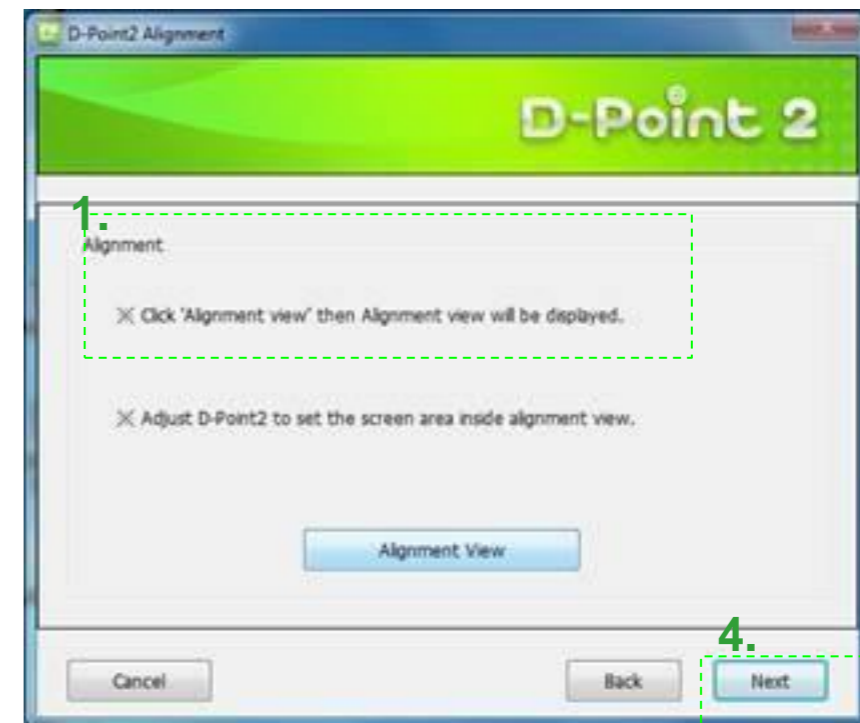 D-Point2 Alignment
D-Point 2
1.
Alignment
※ Click 'Alignment view' then Alignment view will be displayed.
※ Adjust D-Point2 to set the screen area inside alignment view.
Alignment View
4.
Cancel
Back
Next